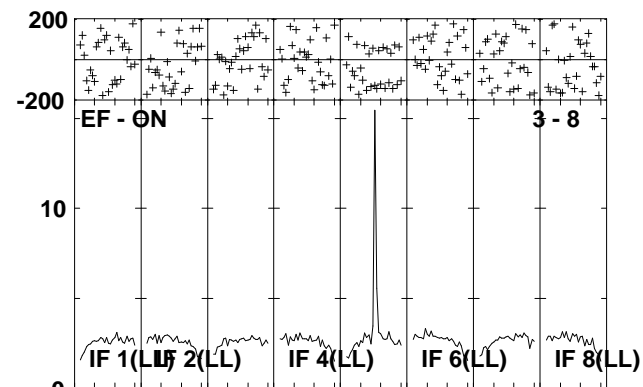 200
-200
EF - ON 3 - 8
10
IF 1(LL) IF 2(LL) IF 4(LL) IF 6(LL) IF 8(LL)
0